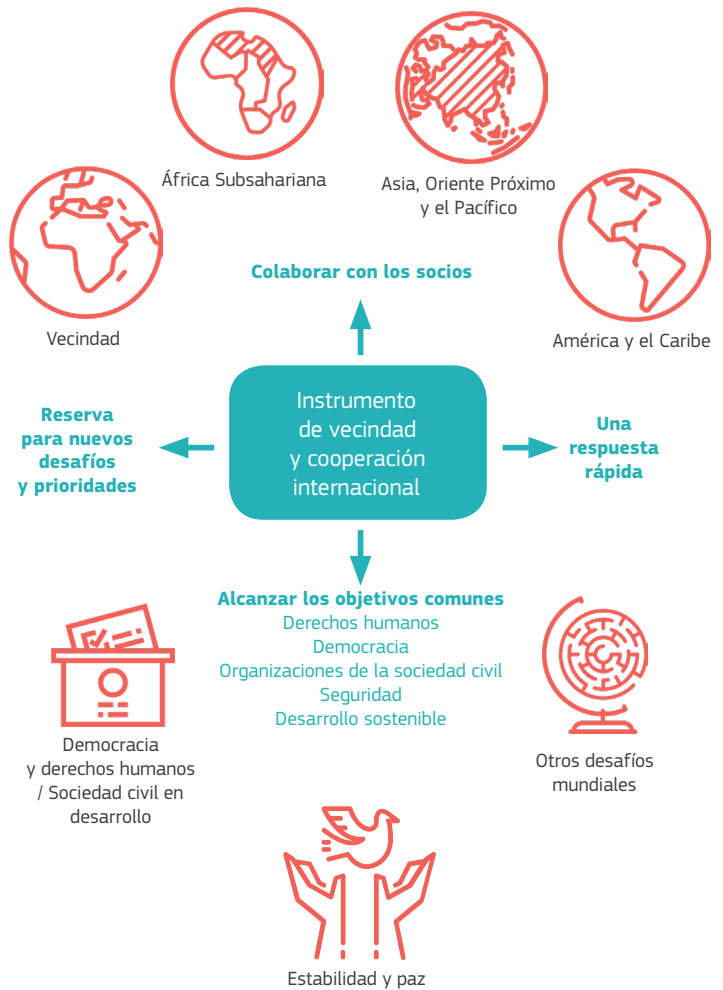 África Subsahariana
Asia, Oriente Próximo
y el Pacífico
Vecindad
América y el Caribe
Colaborar con los socios
Reserva
para nuevos
desafíos
y prioridades
Instrumento
de vecindad
y cooperación
internacional
Una
respuesta
rápida
Alcanzar los objetivos comunes
Derechos humanos
Democracia
Organizaciones de la sociedad civil
Seguridad
Desarrollo sostenible
Democracia
y derechos humanos
/ Sociedad civil en
desarrollo
Otros desafíos
mundiales
Estabilidad y paz